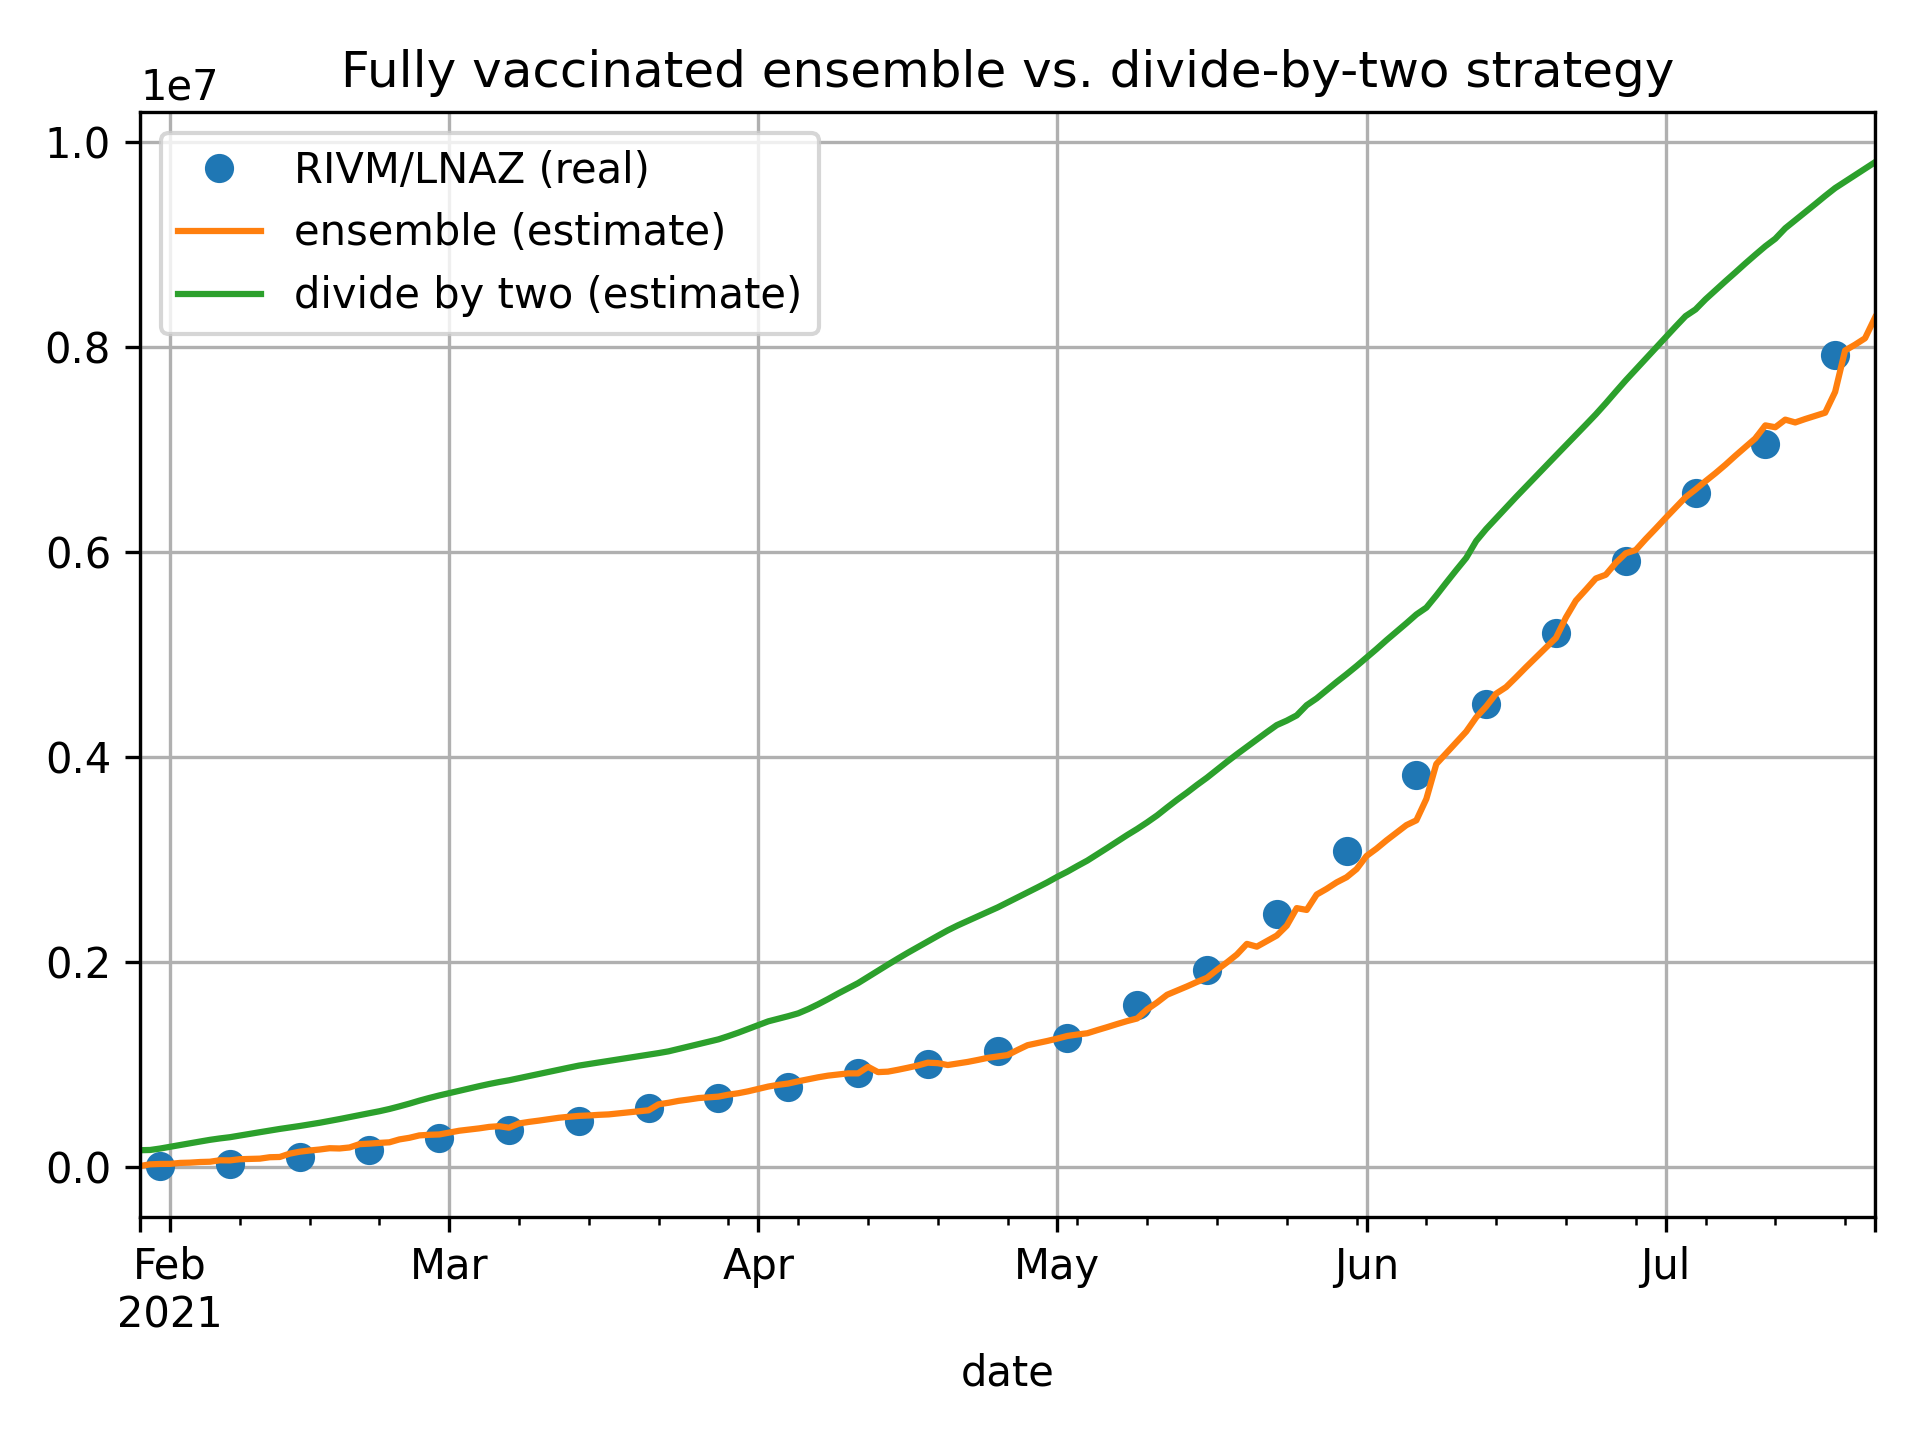 Fully vaccinated ensemble vs. divide-by-two strategy
1e7
1.0
0.8
0.6
0.4
0.2
0.0
RIVM/LNAZ (real)
ensemble (estimate)
divide by two (estimate)
Feb Mar Apr May Jun Jul
2021
date